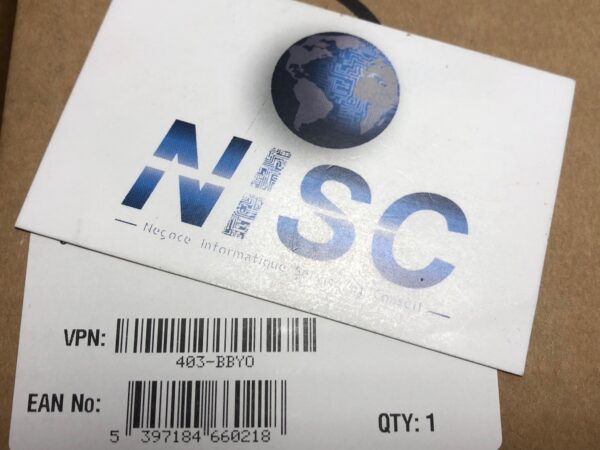 NISC
— Negoce Informatique Service et Conseil —
VPN:
403-BBYO
EAN No:
5 397184 660218
QTY: 1